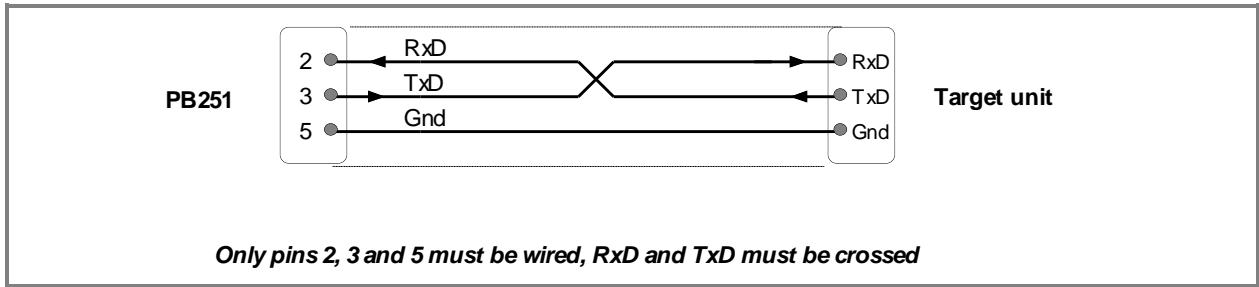 RxD
2 RxD
TxD
PB251 3 TxD Target unit
Gnd
5 Gnd
Only pins 2, 3 and 5 must be wired, RxD and TxD must be crossed